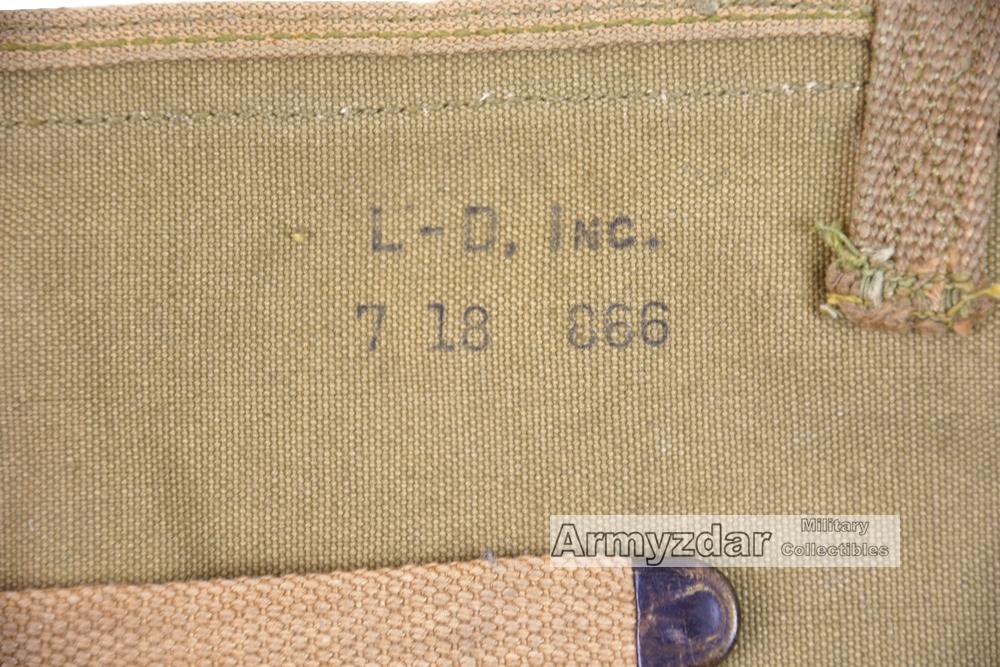 L-D, INC.
7 18 866
Armyzdar Military Collectibles